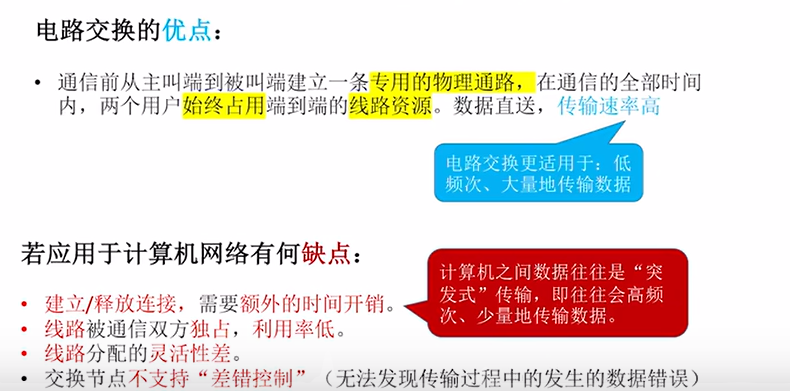 电路交换的优点：
• 通信前从主叫端到被叫端建立一条专用的物理通路，在通信的全部时间
内，两个用户始终占用端到端的线路资源。数据直送，传输速率高
电路交换更适用于：低
频次、大量地传输数据
若应用于计算机网络有何缺点：
计算机之间数据往往是“突
发式”传输，即往往会高频
次、少量地传输数据。
• 建立/释放连接，需要额外的时间开销。
• 线路被通信双方独占，利用率低。
• 线路分配的灵活性差。
• 交换节点不支持“差错控制”（无法发现传输过程中的发生的数据错误）